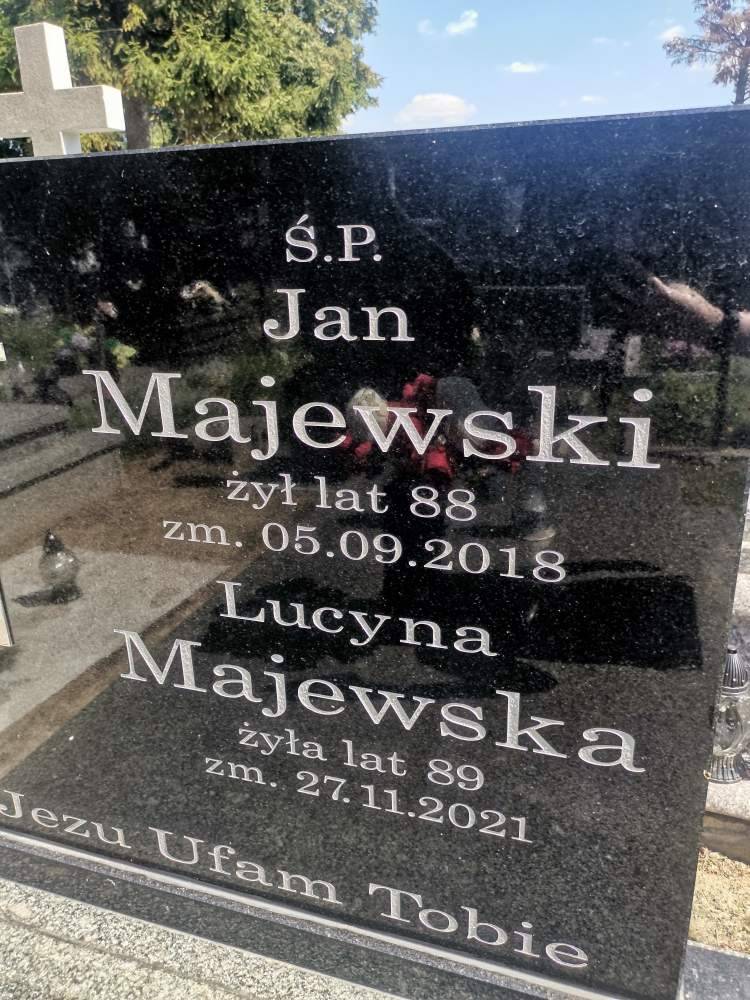 Ś.P.
Jan
Majewski
żył lat 88
zm. 05.09.2018
Lucyna
Majewska
żyła lat 89
zm. 27.11.2021
Jezu Ufam Tobie